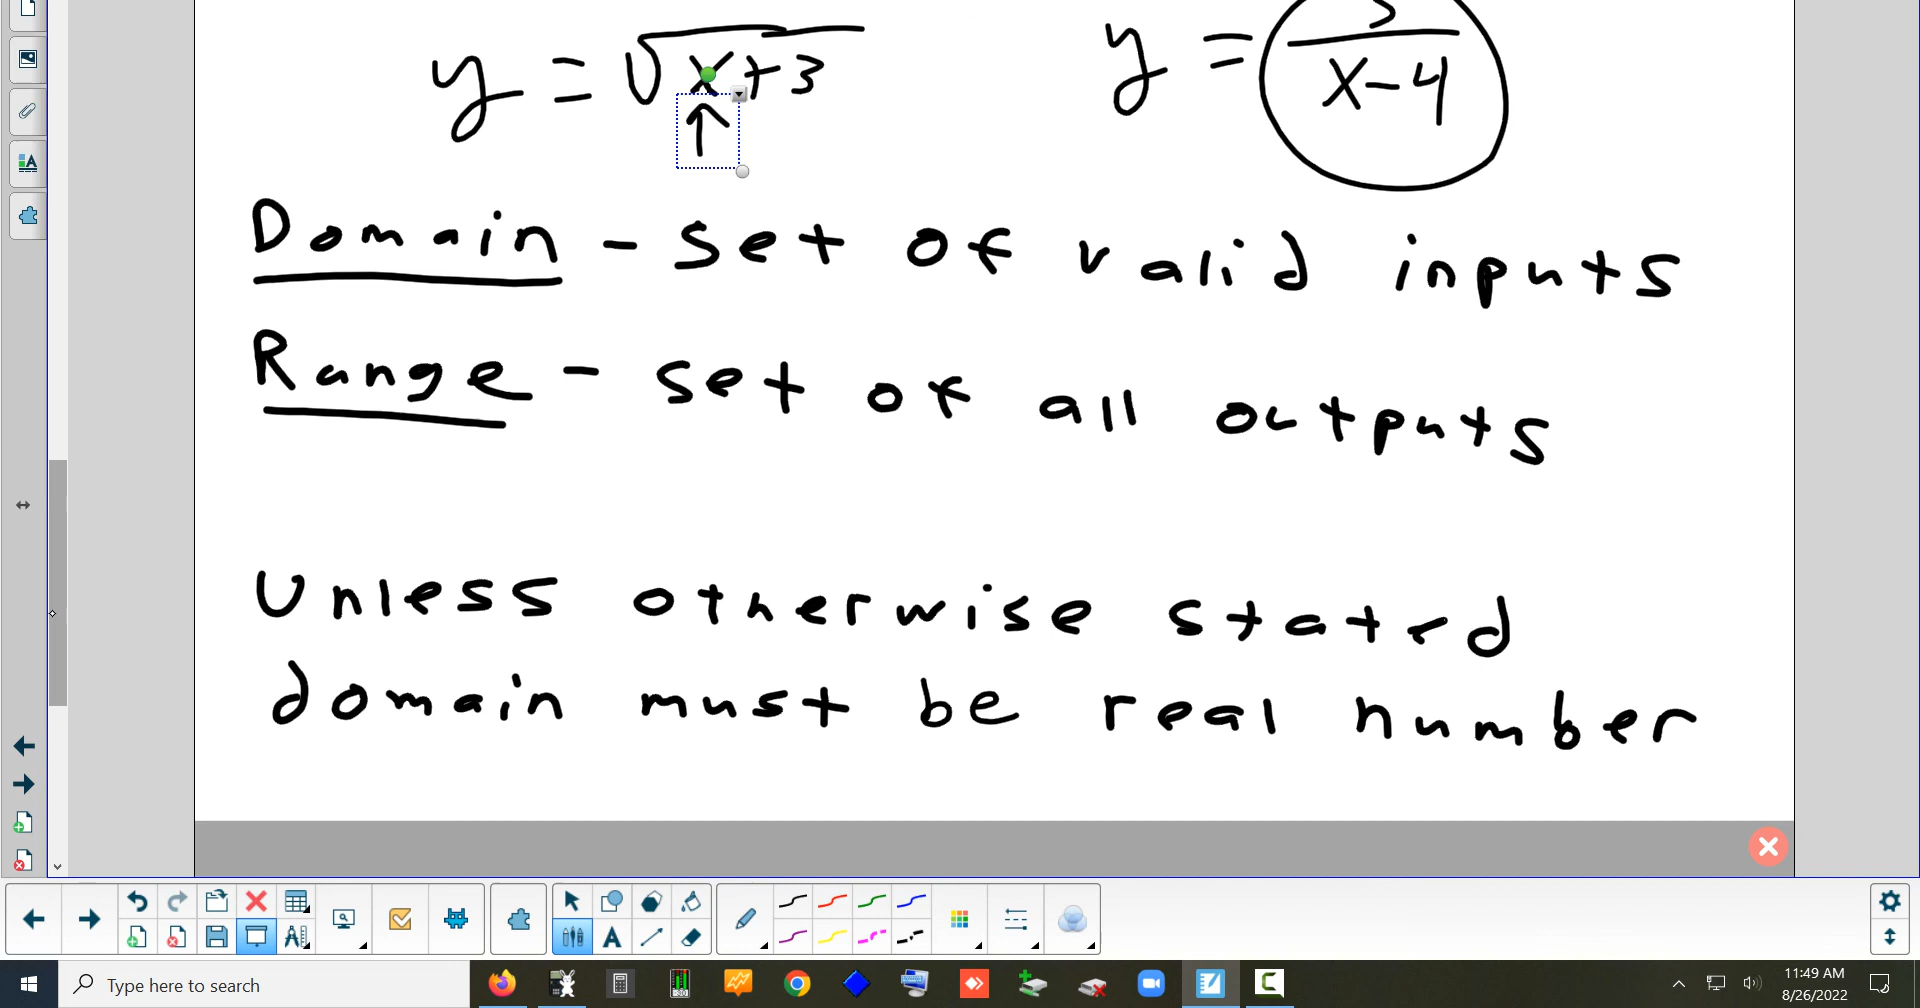 y = √x+3 y = 3/x-4
Domain - set of valid inputs
Range - set of all outputs
Unless otherwise stated
domain must be real number
Type here to search
11:49 AM
8/26/2022